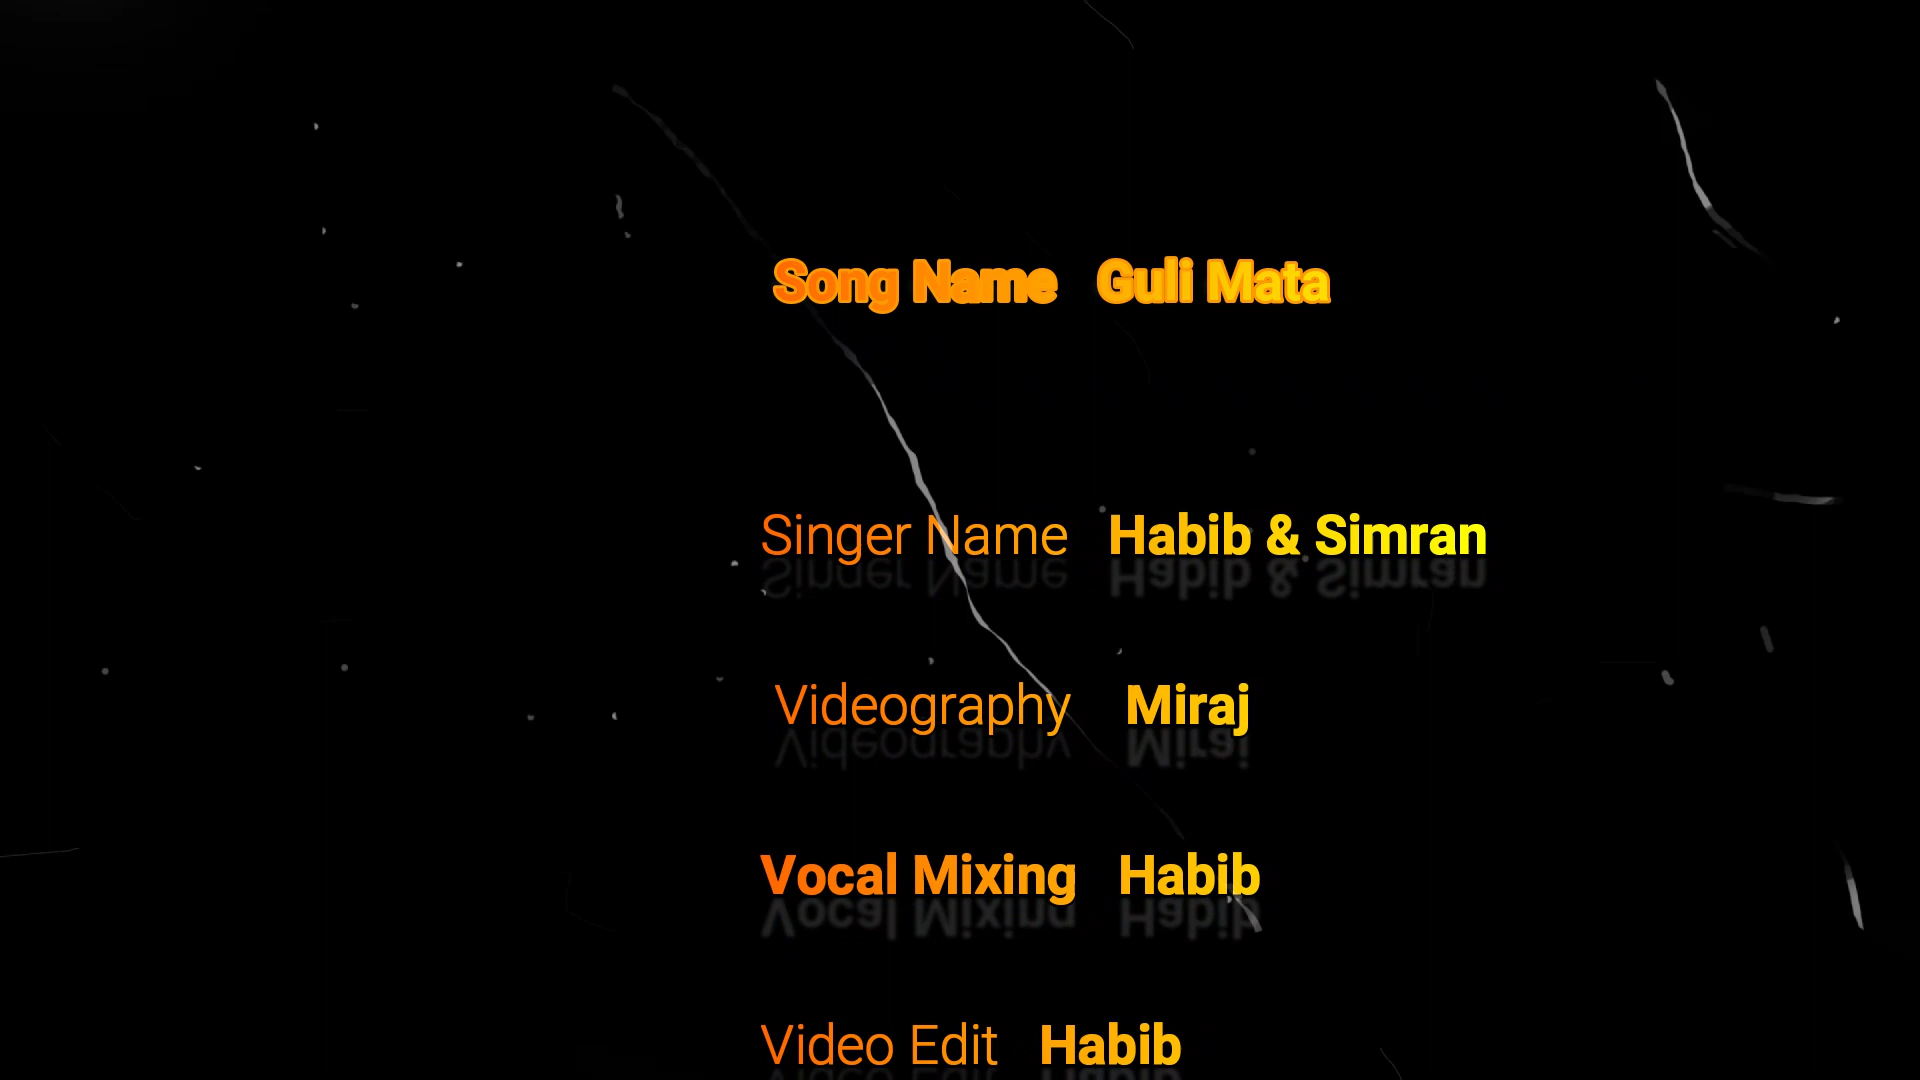 Song Name Guli Mata
Singer Name Habib & Simran
Videography Miraj
Vocal Mixing Habib
Video Edit Habib